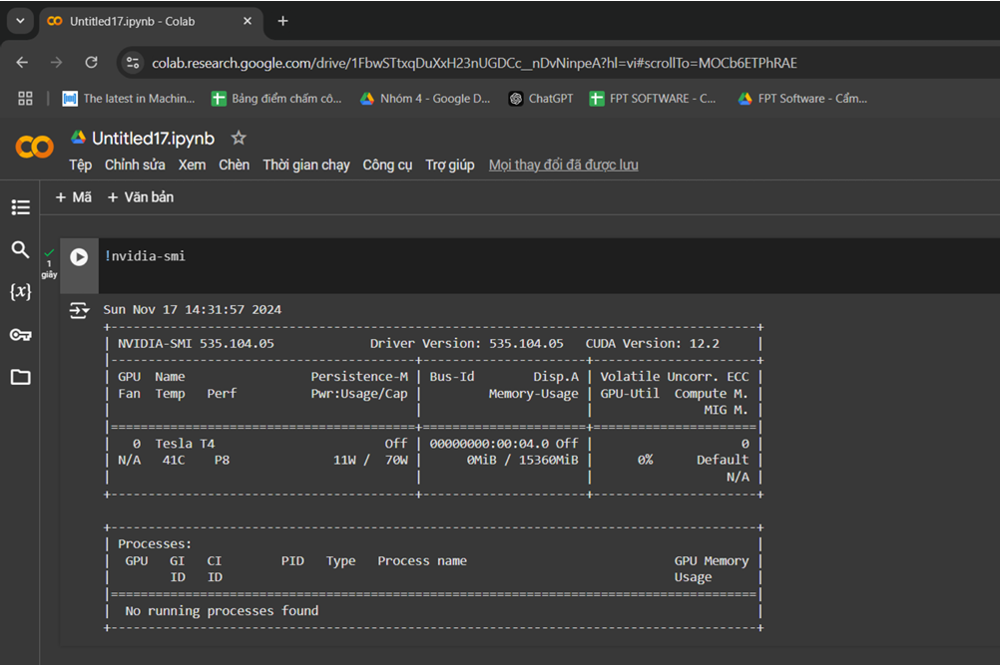 Untitled17.ipynb - Colab
colab.research.google.com/drive/1FbwSTtxqDuXxH23nUGDCc__nDvNinpeA?hl=vi#scrollTo=MOCb6ETPhRAE
The latest in Machin... Bảng điểm chấm cô... Nhóm 4 - Google D... ChatGPT FPT SOFTWARE - C... FPT Software - Cẩm...
Untitled17.ipynb
Tệp Chỉnh sửa Xem Chèn Thời gian chạy Công cụ Trợ giúp Mọi thay đổi đã được lưu
+ Mã + Văn bản
1
giây
!nvidia-smi
Sun Nov 17 14:31:57 2024
NVIDIA-SMI 535.104.05 Driver Version: 535.104.05 CUDA Version: 12.2
GPU Name Persistence-M | Bus-Id Disp.A | Volatile Uncorr. ECC
Fan Temp Perf Pwr:Usage/Cap | Memory-Usage | GPU-Util Compute M.
MIG M.
0 Tesla T4 Off | 00000000:00:04.0 Off | 0
N/A 41C P8 11W / 70W | 0MiB / 15360MiB | 0% Default
N/A
Processes:
GPU GI CI PID Type Process name GPU Memory
ID ID Usage
No running processes found